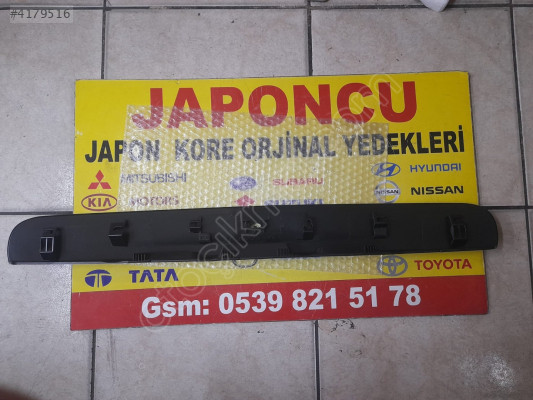 #4179516
JAPONCU
JAPON KORE ORJİNAL YEDEKLERİ
MITSUBISHI SUBARU HYUNDAI
KIA MOTORS NISSAN
TATA TOYOTA
Gsm: 0539 821 51 78